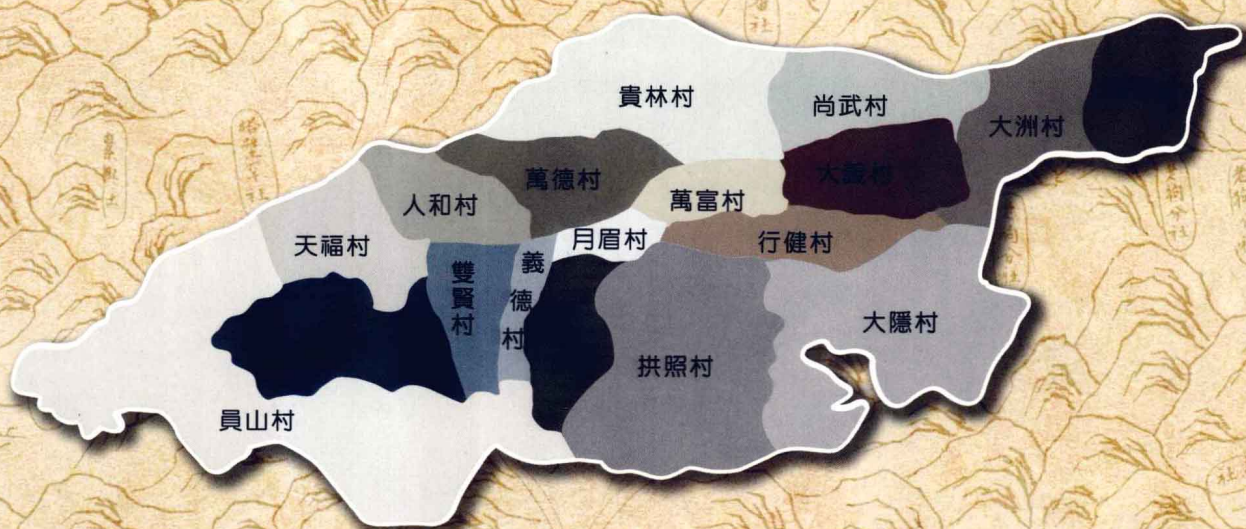 貴林村
尚武村
大洲村
萬德村
大義村
人和村
萬富村
天福村
月眉村
行健村
雙賢村
義德村
大隱村
拱照村
員山村